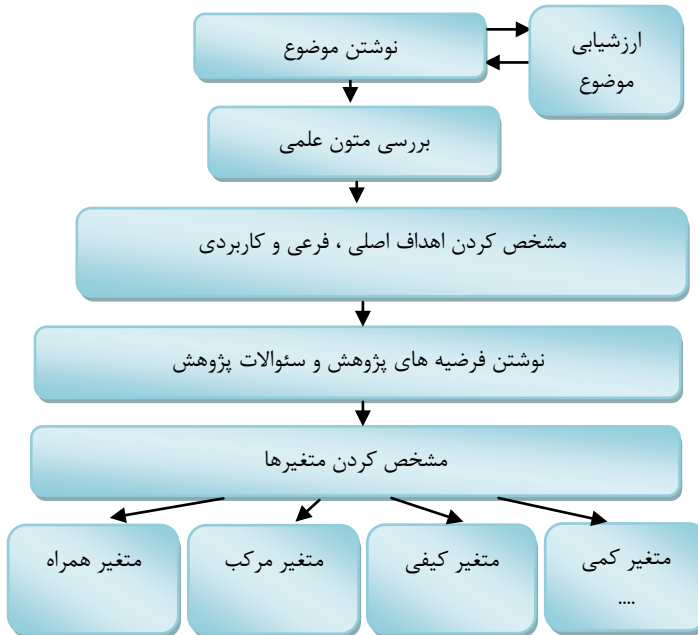 نوشتن موضوع
ارزشیابی
موضوع
بررسی متون علمی
مشخص کردن اهداف اصلی ، فرعی و کاربردی
نوشتن فرضیه های پژوهش و سئوالات پژوهش
مشخص کردن متغیرها
متغیر کمی
....
متغیر کیفی
متغیر مرکب
متغیر همراه